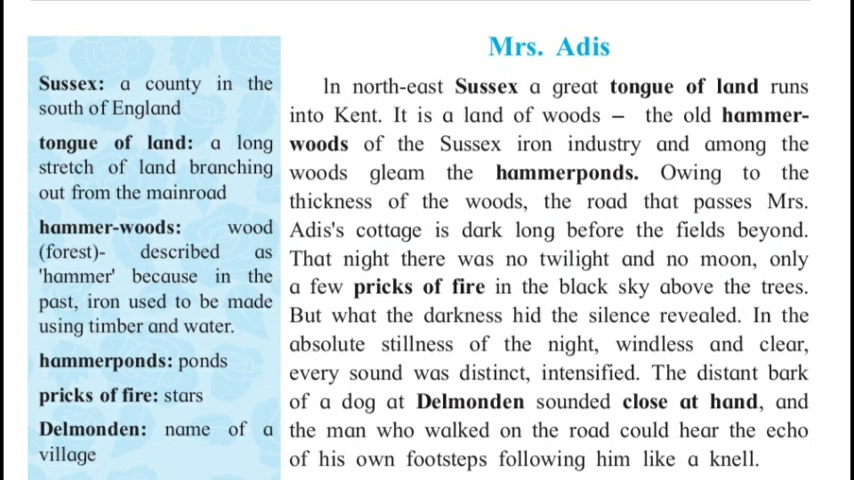 Sussex: a county in the
south of England
tongue of land: a long
stretch of land branching
out from the mainroad
hammer-woods: wood
(forest)- described as
'hammer' because in the
past, iron used to be made
using timber and water.
hammerponds: ponds
pricks of fire: stars
Delmonden: name of a
village
Mrs. Adis
In north-east Sussex a great tongue of land runs
into Kent. It is a land of woods – the old hammer-
woods of the Sussex iron industry and among the
woods gleam the hammerponds. Owing to the
thickness of the woods, the road that passes Mrs.
Adis's cottage is dark long before the fields beyond.
That night there was no twilight and no moon, only
a few pricks of fire in the black sky above the trees.
But what the darkness hid the silence revealed. In the
absolute stillness of the night, windless and clear,
every sound was distinct, intensified. The distant bark
of a dog at Delmonden sounded close at hand, and
the man who walked on the road could hear the echo
of his own footsteps following him like a knell.